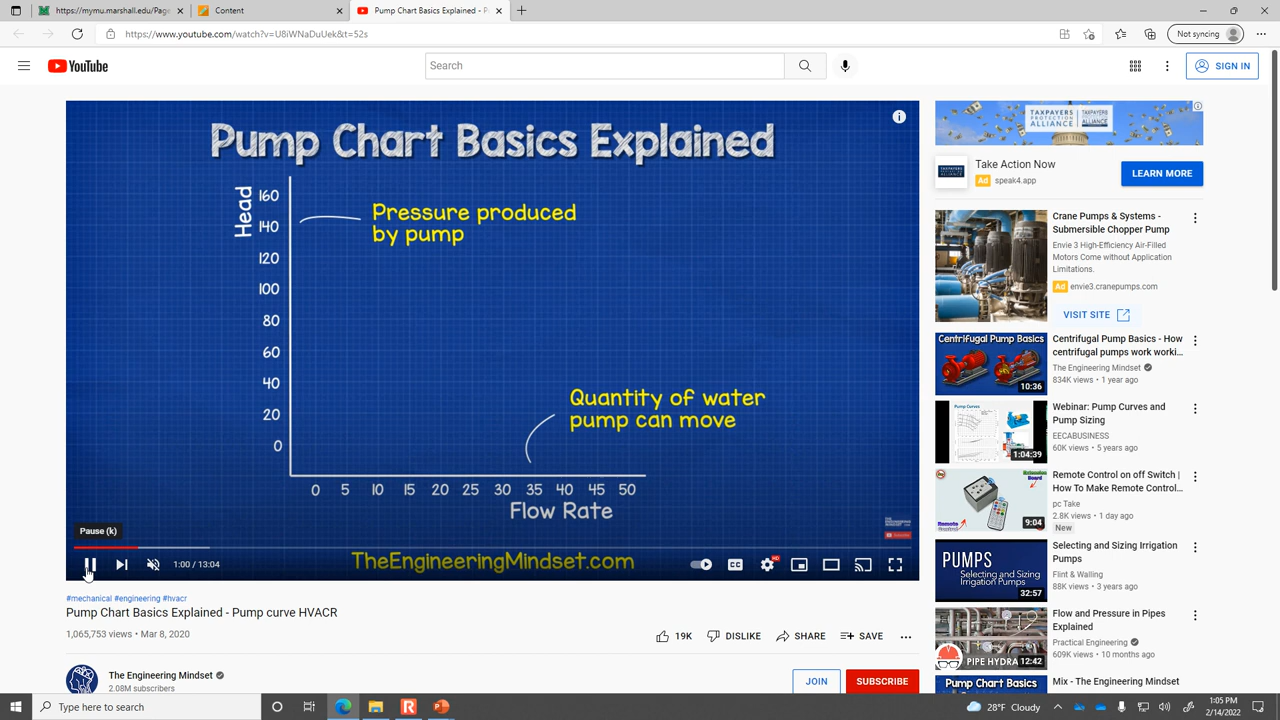 https://mymu.marshall.edu/Page
Content
Pump Chart Basics Explained - P
https://www.youtube.com/watch?v=U8iWNaDuUek&t=52s
Not syncing
YouTube
Search
SIGN IN
Pump Chart Basics Explained
Head
160
140
120
100
80
60
40
20
0
Pressure produced
by pump
Quantity of water
pump can move
0 5 10 15 20 25 30 35 40 45 50
Flow Rate
TheEngineeringMindset.com
Pause (k)
1:00 / 13:04
CC
HD
#mechanical #engineering #hvacr
Pump Chart Basics Explained - Pump curve HVACR
1,065,753 views • Mar 8, 2020
19K
DISLIKE
SHARE
SAVE
The Engineering Mindset
2.08M subscribers
JOIN
SUBSCRIBE
TAXPAYERS
PROTECTION
ALLIANCE
Take Action Now
Ad speak4.app
LEARN MORE
Crane Pumps & Systems -
Submersible Chopper Pump
Envie 3 High-Efficiency Air-Filled
Motors Come without Application
Limitations.
Ad envie3.cranepumps.com
VISIT SITE
Centrifugal Pump Basics
10:36
Centrifugal Pump Basics - How
centrifugal pumps work worki...
The Engineering Mindset
834K views • 1 year ago
Pump Curves
1:04:39
Webinar: Pump Curves and
Pump Sizing
EECABUSINESS
60K views • 5 years ago
9:04
Remote Control on off Switch |
How To Make Remote Control...
pc Take
2.8K views • 1 day ago
New
PUMPS
Selecting and Sizing
Irrigation Pumps
32:57
Selecting and Sizing Irrigation
Pumps
Flint & Walling
88K views • 3 years ago
PIPE HYDRA
12:42
Flow and Pressure in Pipes
Explained
Practical Engineering
609K views • 10 months ago
Pump Chart Basics
Mix - The Engineering Mindset
Type here to search
28°F Cloudy
1:05 PM
2/14/2022